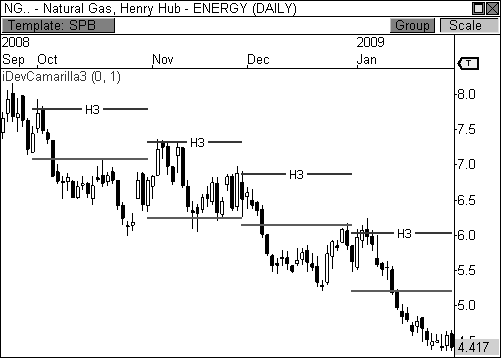 NG.. - Natural Gas, Henry Hub - ENERGY (DAILY)
Template: SPB
Group
Scale
2008
2009
Sep
Oct
Nov
Dec
Jan
T
iDevCamarilla3 (0, 1)
H3
H3
H3
H3
8.0
7.5
7.0
6.5
6.0
5.5
5.0
4.417